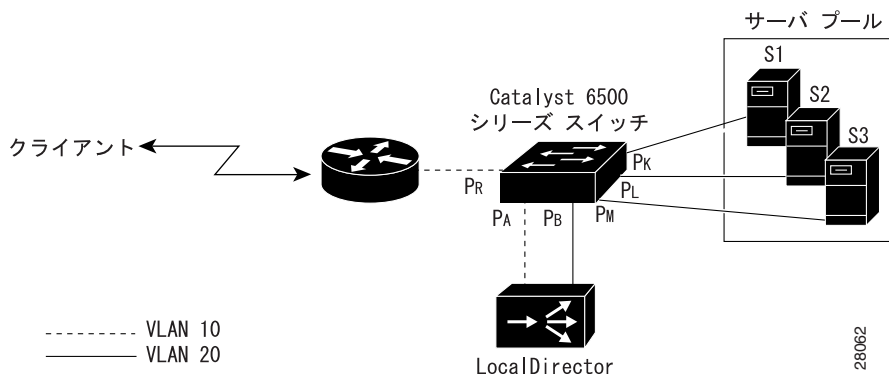 サーバ プール
S1
Catalyst 6500
シリーズ スイッチ
S2
クライアント
S3
PK
PR
PL
PA
PB
PM
VLAN 10
VLAN 20
LocalDirector
28062